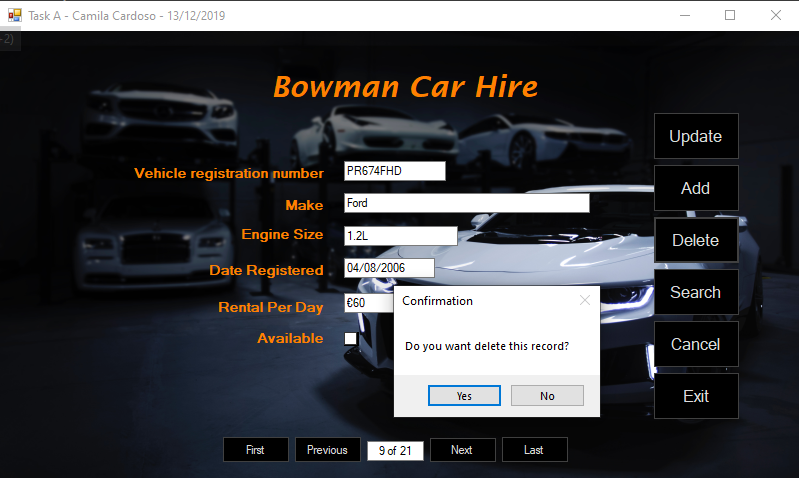 Task A - Camila Cardoso - 13/12/2019
-2)
Bowman Car Hire
Update
Vehicle registration number PR674FHD
Add
Make Ford
Engine Size 1.2L
Delete
Date Registered 04/08/2006
Search
Rental Per Day €60
Confirmation
Available
Do you want delete this record?
Cancel
Yes No
Exit
First Previous 9 of 21 Next Last